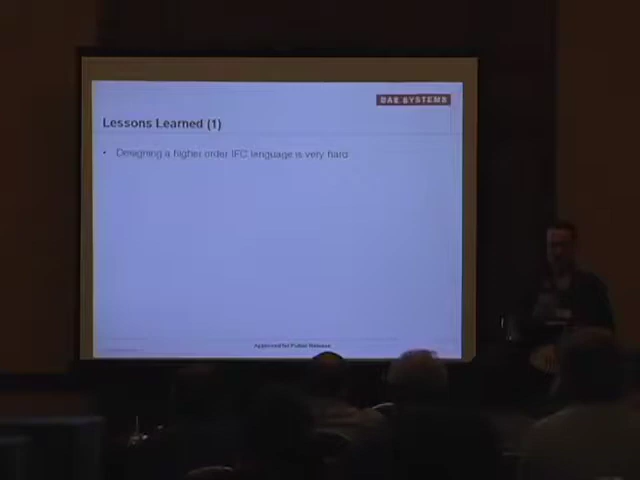 BAE SYSTEMS
Lessons Learned (1)
• Designing a higher order IFC language is very hard
Approved for Public Release